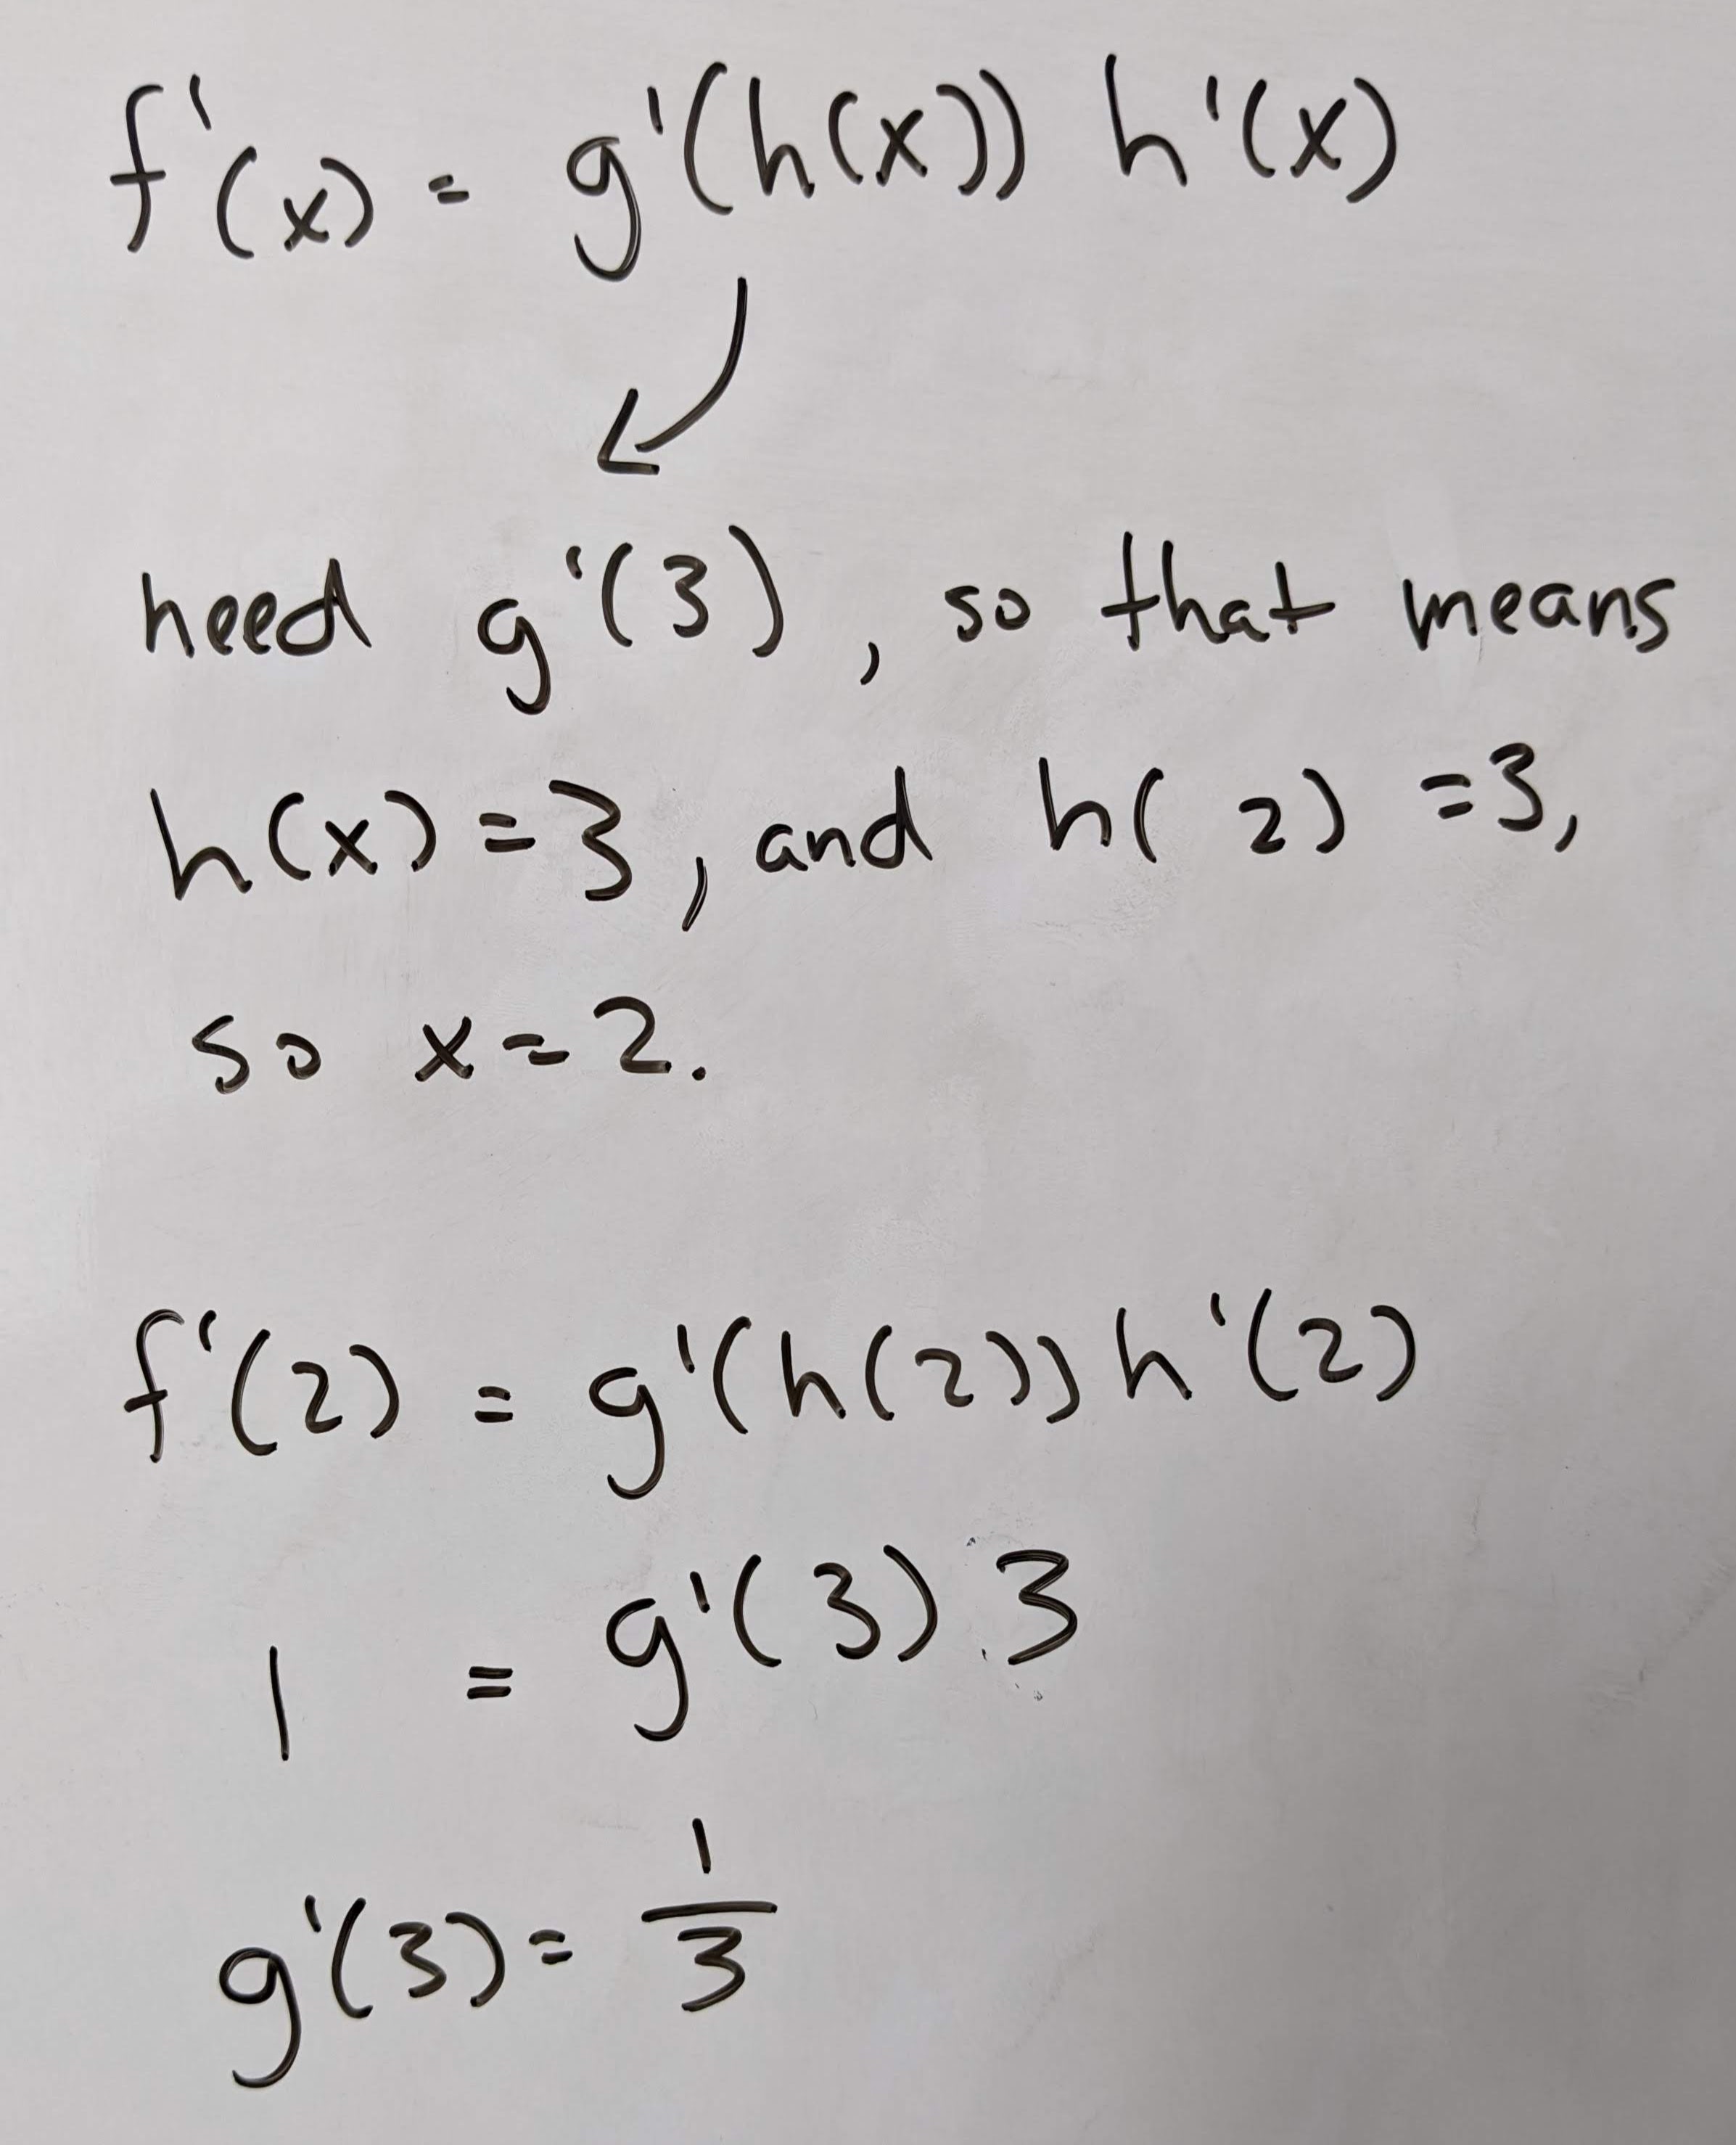 f'(x) = g'(h(x)) h'(x)
need g'(3), so that means
h(x)=3, and h(2)=3,
so x=2.
f'(2) = g'(h(2))h'(2)
1 = g'(3) 3
g'(3)= 1/3